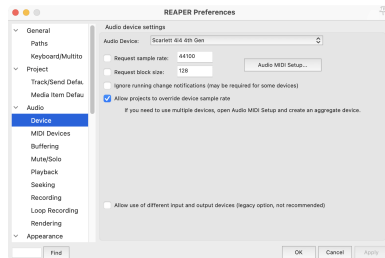 REAPER Preferences
General
Paths
Keyboard/Multito
Project
Track/Send Defau
Media Item Defau
Audio
Device
MIDI Devices
Buffering
Mute/Solo
Playback
Seeking
Recording
Loop Recording
Rendering
Appearance
Find
Audio device settings
Audio Device: Scarlett 4i4 4th Gen
Request sample rate: 44100
Request block size: 128
Audio MIDI Setup...
Ignore running change notifications (may be required for some devices)
Allow projects to override device sample rate
If you need to use multiple devices, open Audio MIDI Setup and create an aggregate device.
Allow use of different input and output devices (legacy option, not recommended)
OK Cancel Apply